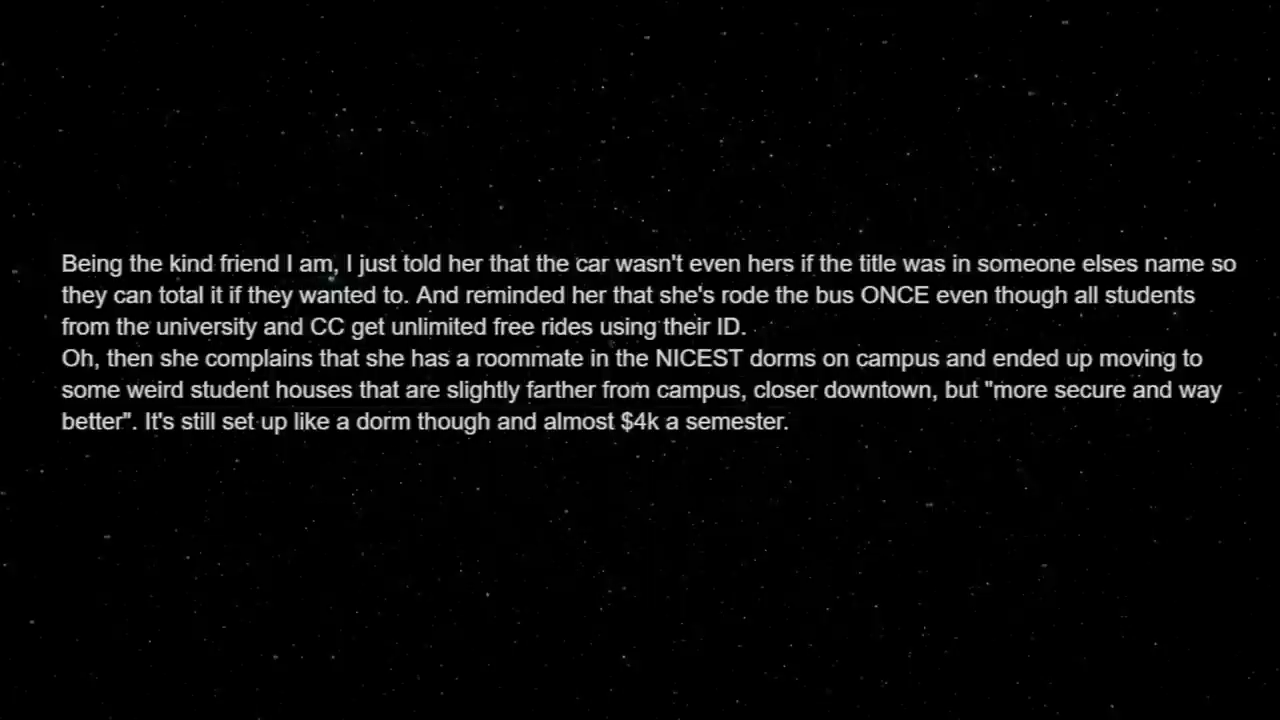 Being the kind friend I am, I just told her that the car wasn't even hers if the title was in someone elses name so
they can total it if they wanted to. And reminded her that she's rode the bus ONCE even though all students
from the university and CC get unlimited free rides using their ID.
Oh, then she complains that she has a roommate in the NICEST dorms on campus and ended up moving to
some weird student houses that are slightly farther from campus, closer downtown, but "more secure and way
better". It's still set up like a dorm though and almost $4k a semester.